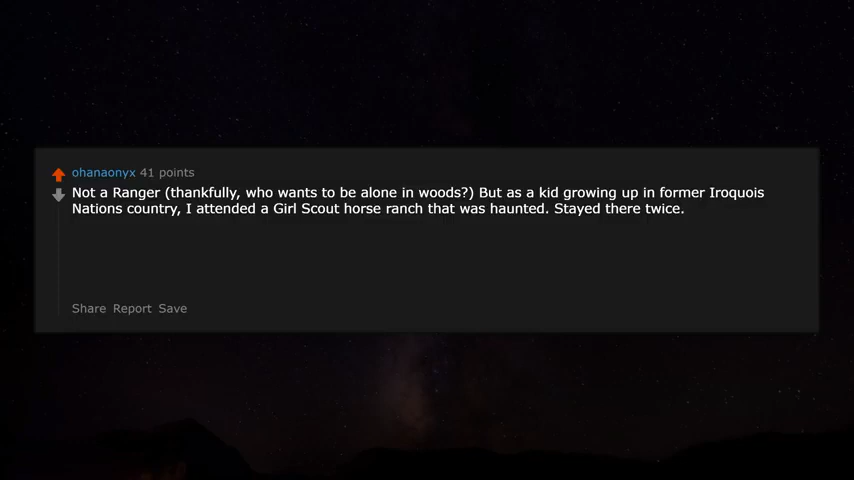 ohanaonyx 41 points
Not a Ranger (thankfully, who wants to be alone in woods?) But as a kid growing up in former Iroquois
Nations country, I attended a Girl Scout horse ranch that was haunted. Stayed there twice.
Share Report Save